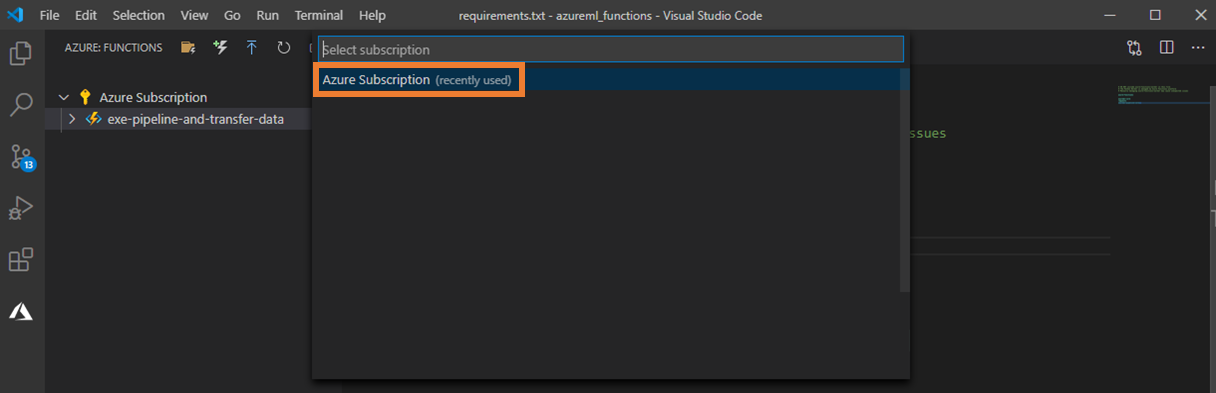 File Edit Selection View Go Run Terminal Help requirements.txt - azureml_functions - Visual Studio Code
AZURE: FUNCTIONS
Select subscription
Azure Subscription (recently used)
Azure Subscription
exe-pipeline-and-transfer-data
ssues
13